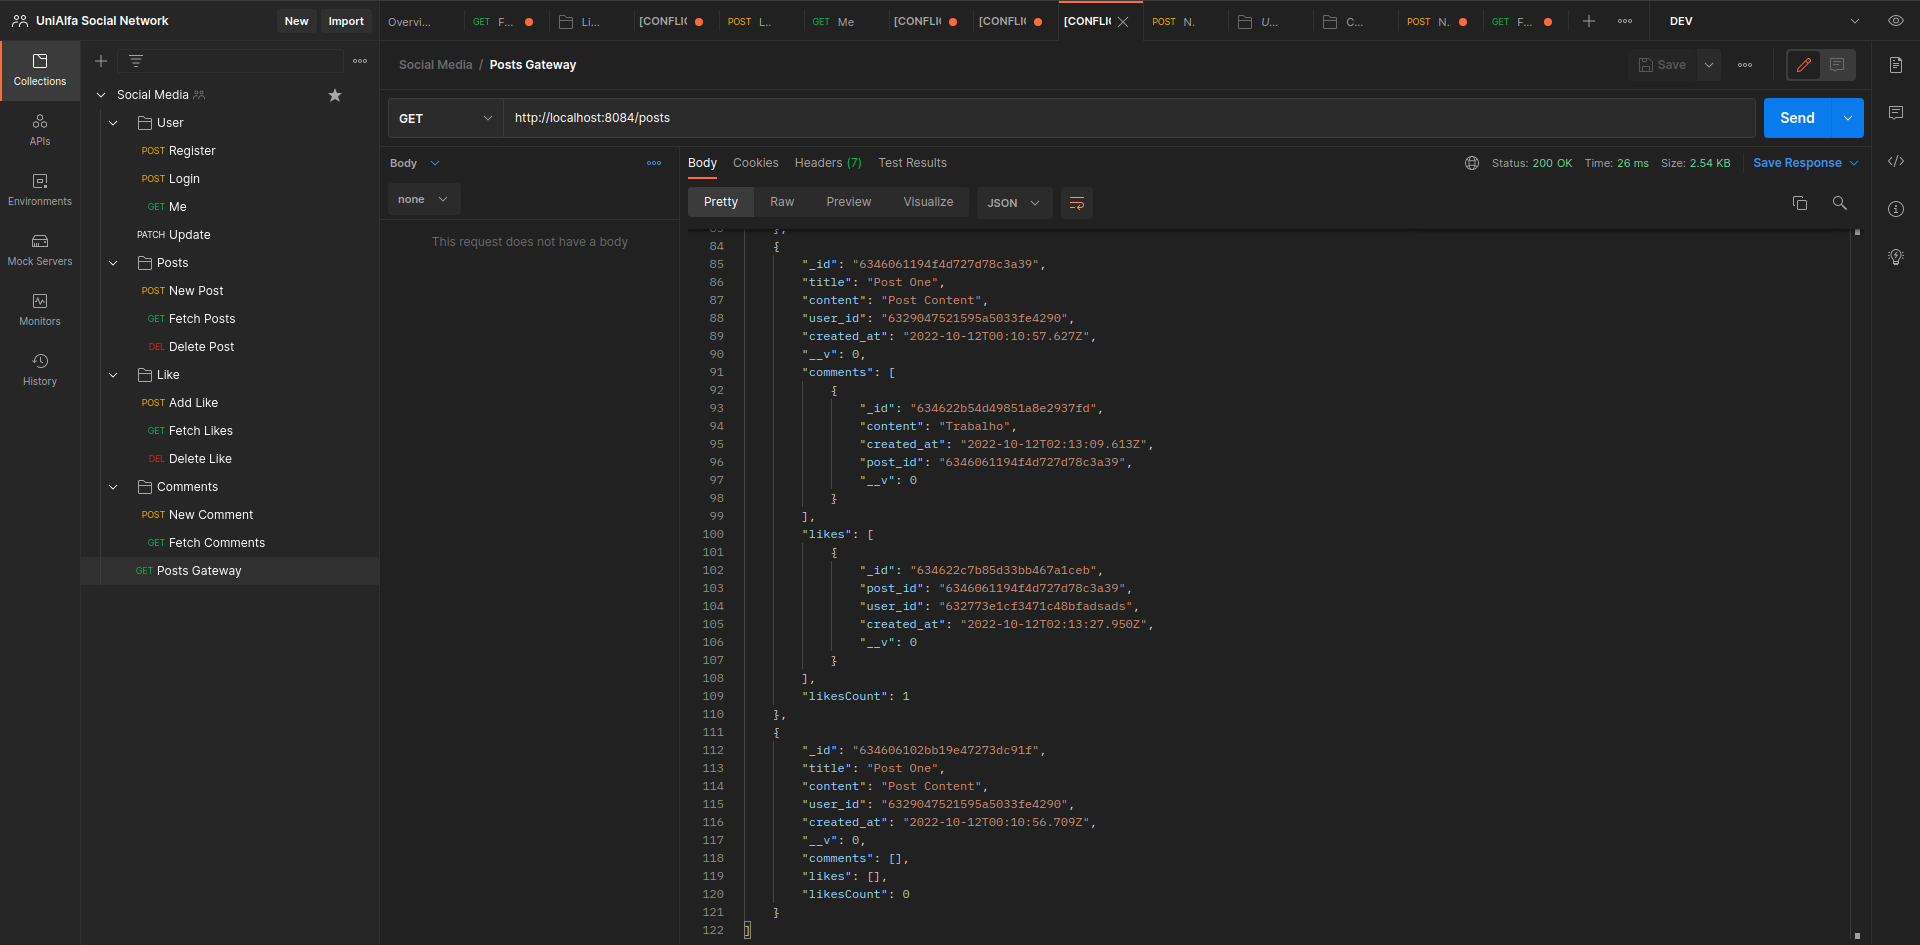 UniAlfa Social Network
New
Import
Overvi...
GET F...
Li...
[CONFLIC
POST L..
GET Me
[CONFLIC
[CONFLIC
[CONFLIC
POST N.
U...
C...
POST N.
GET F...
DEV
Collections
APIs
Environments
Mock Servers
Monitors
History
Social Media
User
POST Register
POST Login
GET Me
PATCH Update
Posts
POST New Post
GET Fetch Posts
DEL Delete Post
Like
POST Add Like
GET Fetch Likes
DEL Delete Like
Comments
POST New Comment
GET Fetch Comments
GET Posts Gateway
Social Media / Posts Gateway
Save
GET
http://localhost:8084/posts
Send
Body
none
This request does not have a body
Body Cookies Headers (7) Test Results
Status: 200 OK Time: 26 ms Size: 2.54 KB Save Response
Pretty Raw Preview Visualize JSON
83 },
84 {
85 "_id": "6346061194f4d727d78c3a39",
86 "title": "Post One",
87 "content": "Post Content",
88 "user_id": "6329047521595a5033fe4290",
89 "created_at": "2022-10-12T00:10:57.627Z",
90 "__v": 0,
91 "comments": [
92 {
93 "_id": "634622b54d49851a8e2937fd",
94 "content": "Trabalho",
95 "created_at": "2022-10-12T02:13:09.613Z",
96 "post_id": "6346061194f4d727d78c3a39",
97 "__v": 0
98 }
99 ],
100 "likes": [
101 {
102 "_id": "634622c7b85d33bb467a1ceb",
103 "post_id": "6346061194f4d727d78c3a39",
104 "user_id": "632773e1cf3471c48bfadsads",
105 "created_at": "2022-10-12T02:13:27.950Z",
106 "__v": 0
107 }
108 ],
109 "likesCount": 1
110 },
111 {
112 "_id": "634606102bb19e47273dc91f",
113 "title": "Post One",
114 "content": "Post Content",
115 "user_id": "6329047521595a5033fe4290",
116 "created_at": "2022-10-12T00:10:56.709Z",
117 "__v": 0,
118 "comments": [],
119 "likes": [],
120 "likesCount": 0
121 }
122 ]